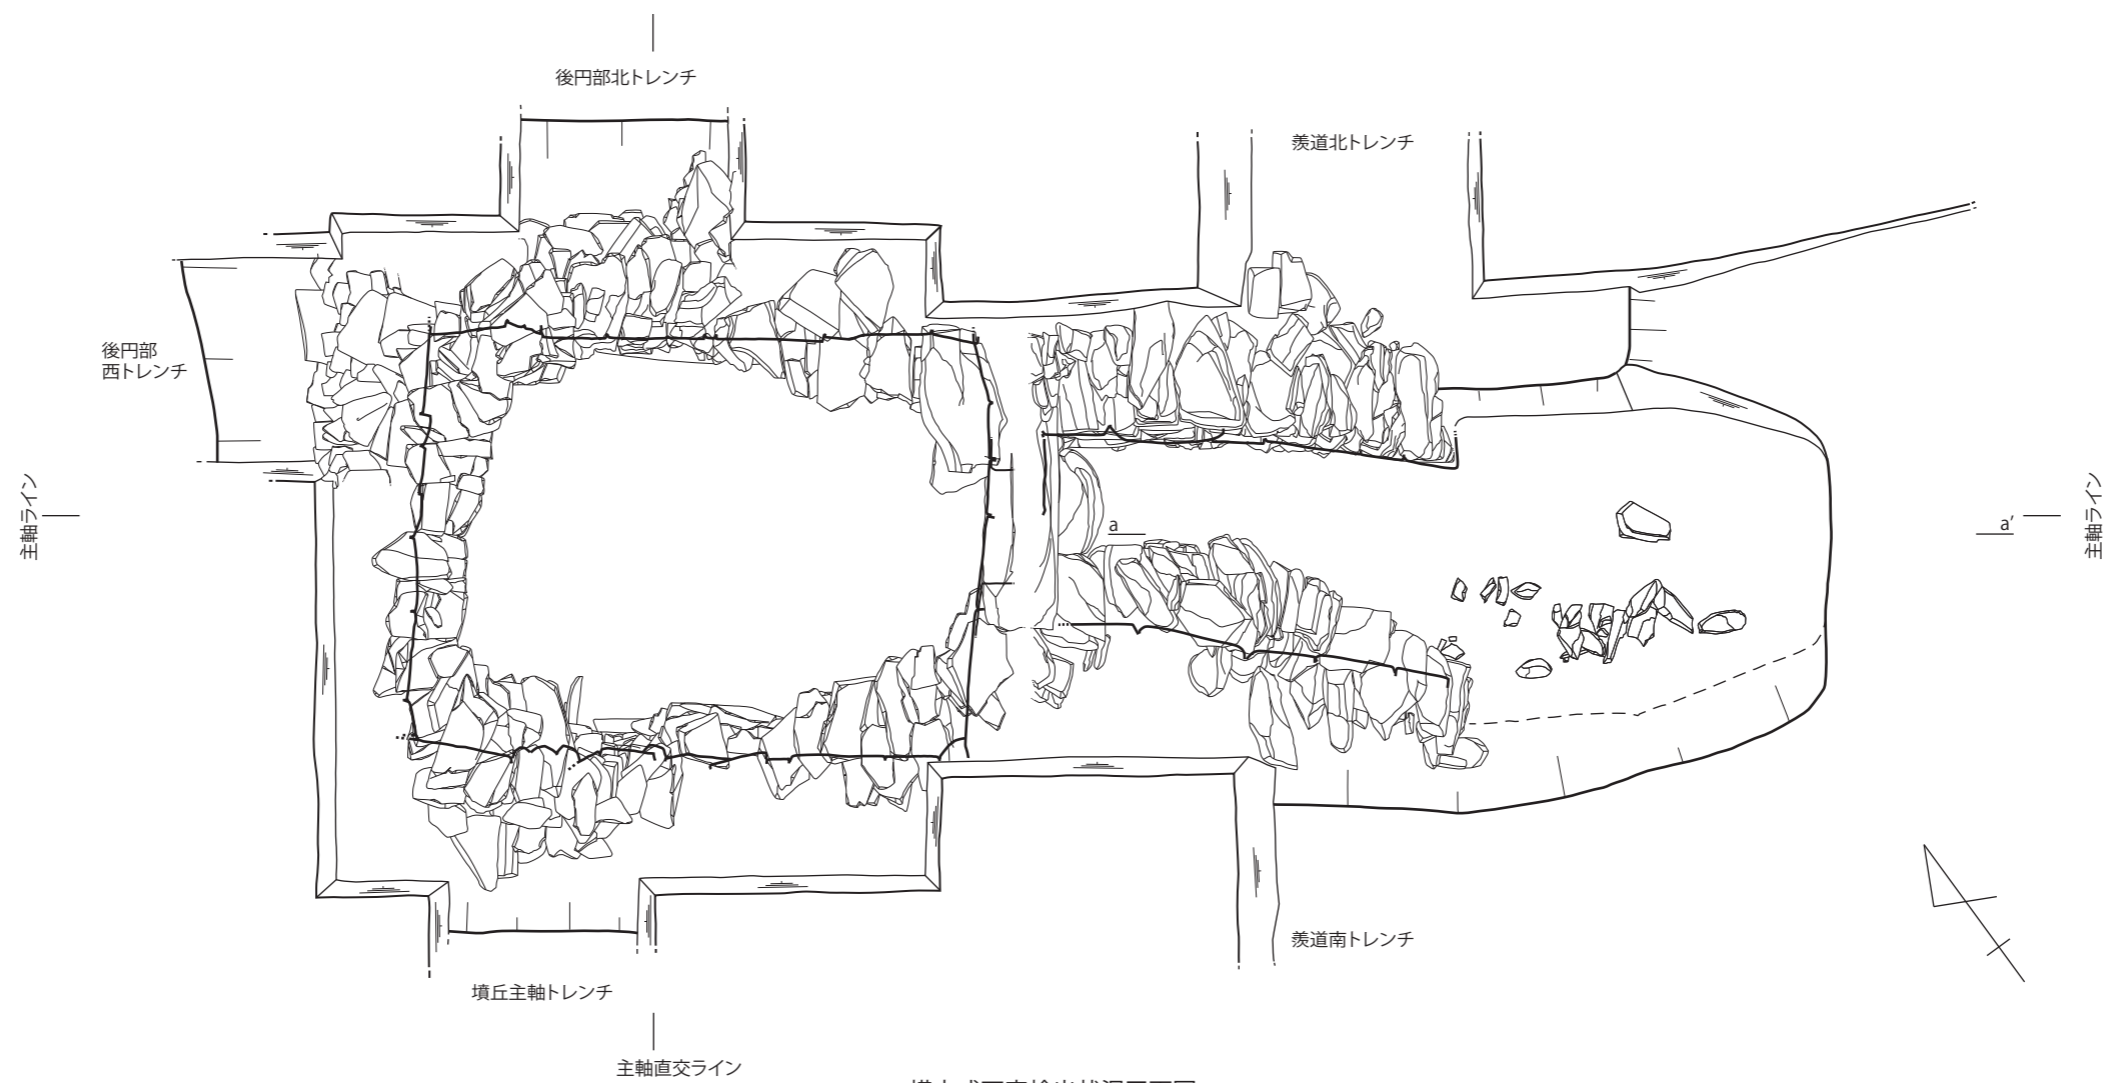 後円部北トレンチ
羨道北トレンチ
後円部
西トレンチ
主軸ライン
a
a′
主軸ライン
羨道南トレンチ
墳丘主軸トレンチ
主軸直交ライン